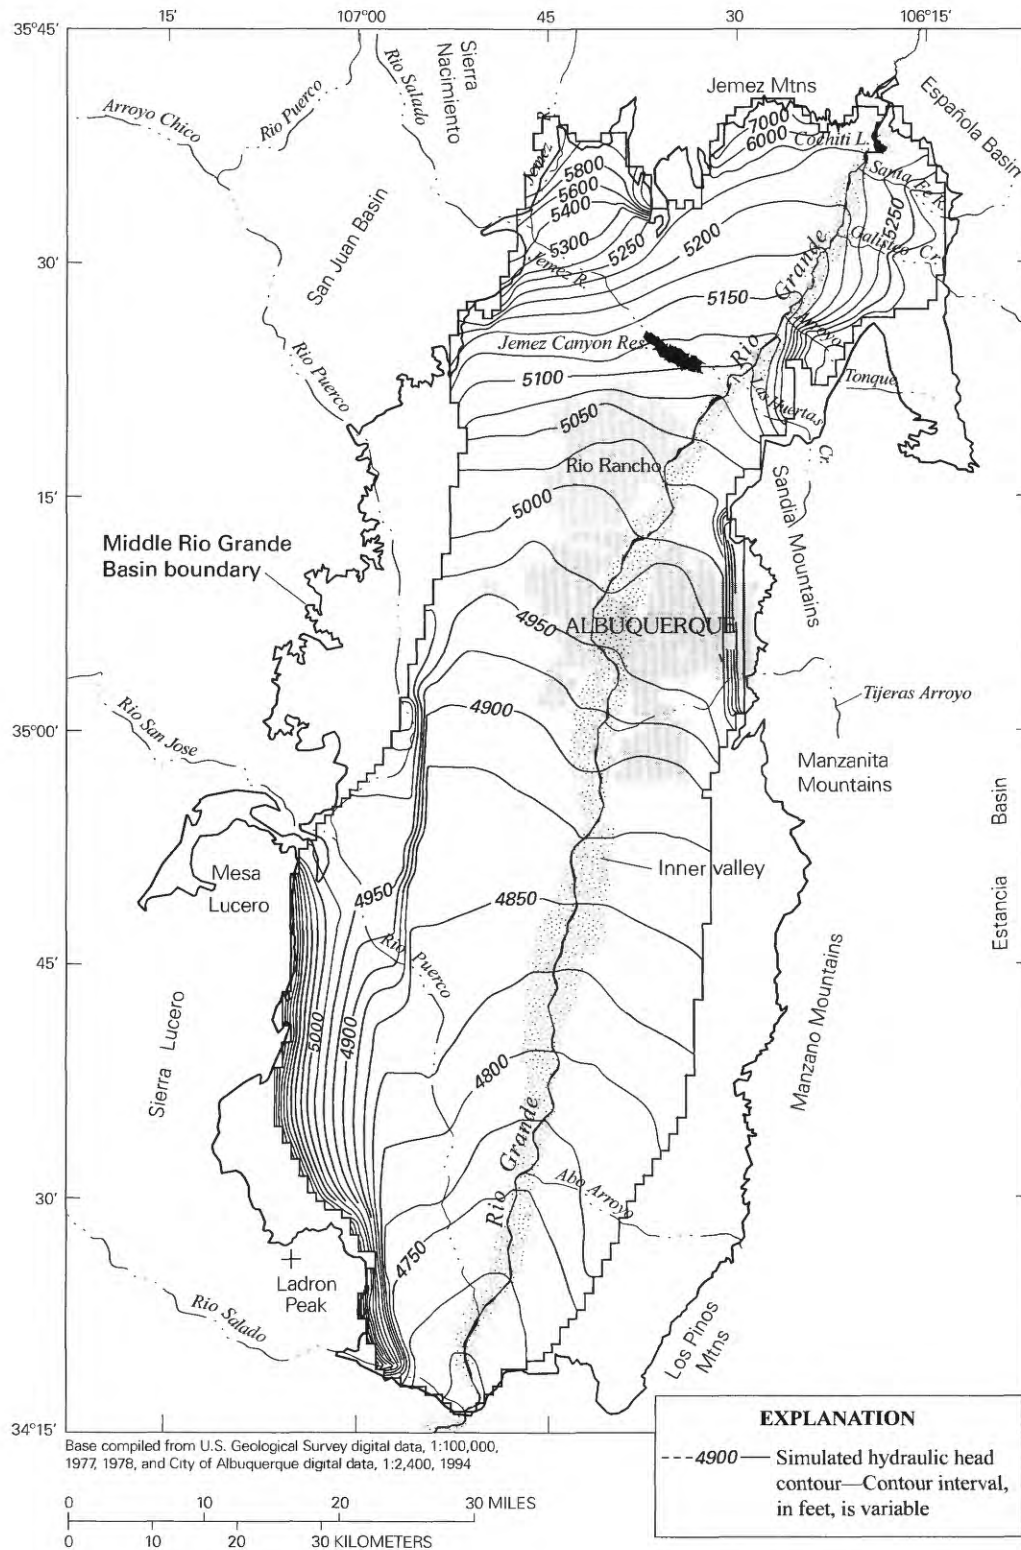 15'
107°00'
45
30
106°15'
35°45'
Sierra
Nacimiento
Jemez Mtns
Española Basin
Rio Salado
Rio Puerco
Arroyo Chico
7000
6000
Cochiti L.
Jemez R.
5800
5600
5400
5300
5250
5200
Santa Fe R.
5250
Galisteo Cr.
San Juan Basin
30'
Jemez R.
5150
Rio Grande
Arroyo
Tonque
Jemez Canyon Res.
Rio Puerco
5100
Las Huertas
Cr.
5050
Rio Rancho
15'
5000
Sandia Mountains
Middle Rio Grande
Basin boundary
4950
ALBUQUERQUE
Tijeras Arroyo
Rio San Jose
35°00'
4900
Manzanita
Mountains
Estancia Basin
Inner valley
Mesa
Lucero
4950
4850
Rio Puerco
45'
Sierra Lucero
5000
4900
Manzano Mountains
4800
Rio Grande
30'
Abo Arroyo
4750
Ladron
Peak
Rio Salado
Los Pinos
Mtns
34°15'
Base compiled from U.S. Geological Survey digital data, 1:100,000,
1977, 1978, and City of Albuquerque digital data, 1:2,400, 1994
0 10 20 30 MILES
0 10 20 30 KILOMETERS
EXPLANATION
---4900— Simulated hydraulic head
contour—Contour interval,
in feet, is variable